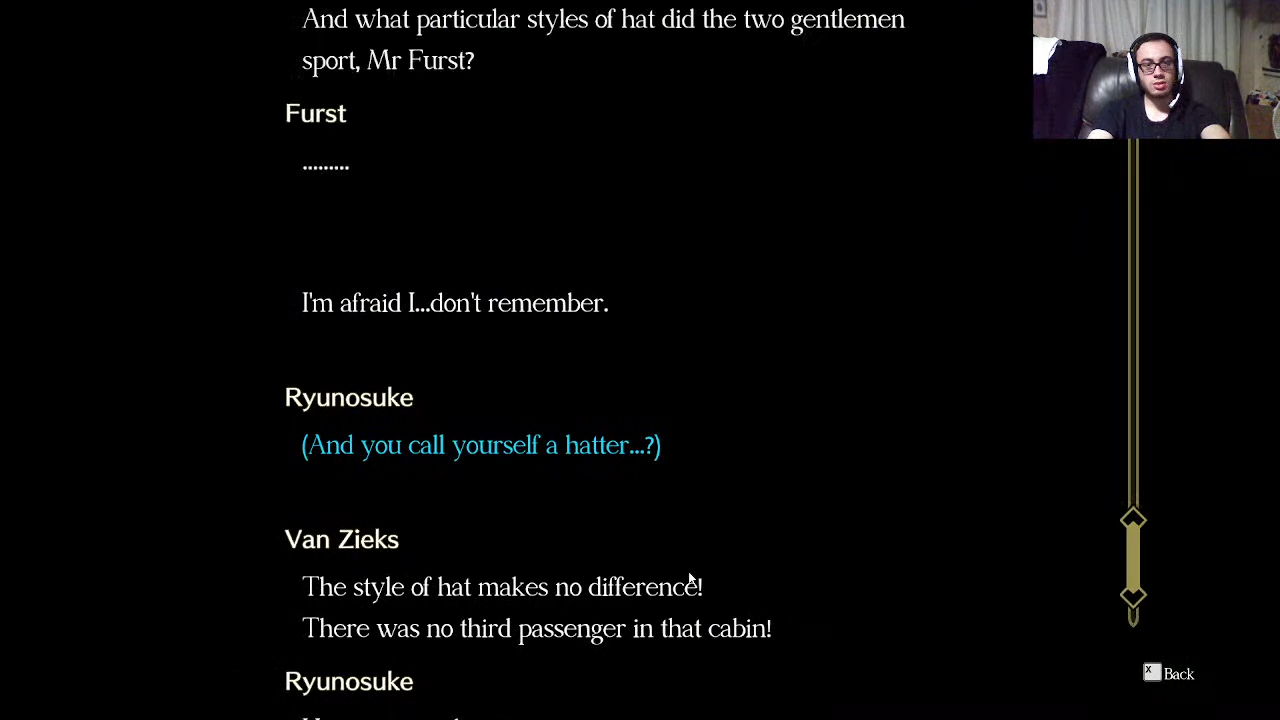 And what particular styles of hat did the two gentlemen
sport, Mr Furst?
Furst
.........
I'm afraid I...don't remember.
Ryunosuke
(And you call yourself a hatter...?)
Van Zieks
The style of hat makes no difference!
There was no third passenger in that cabin!
Ryunosuke
X Back